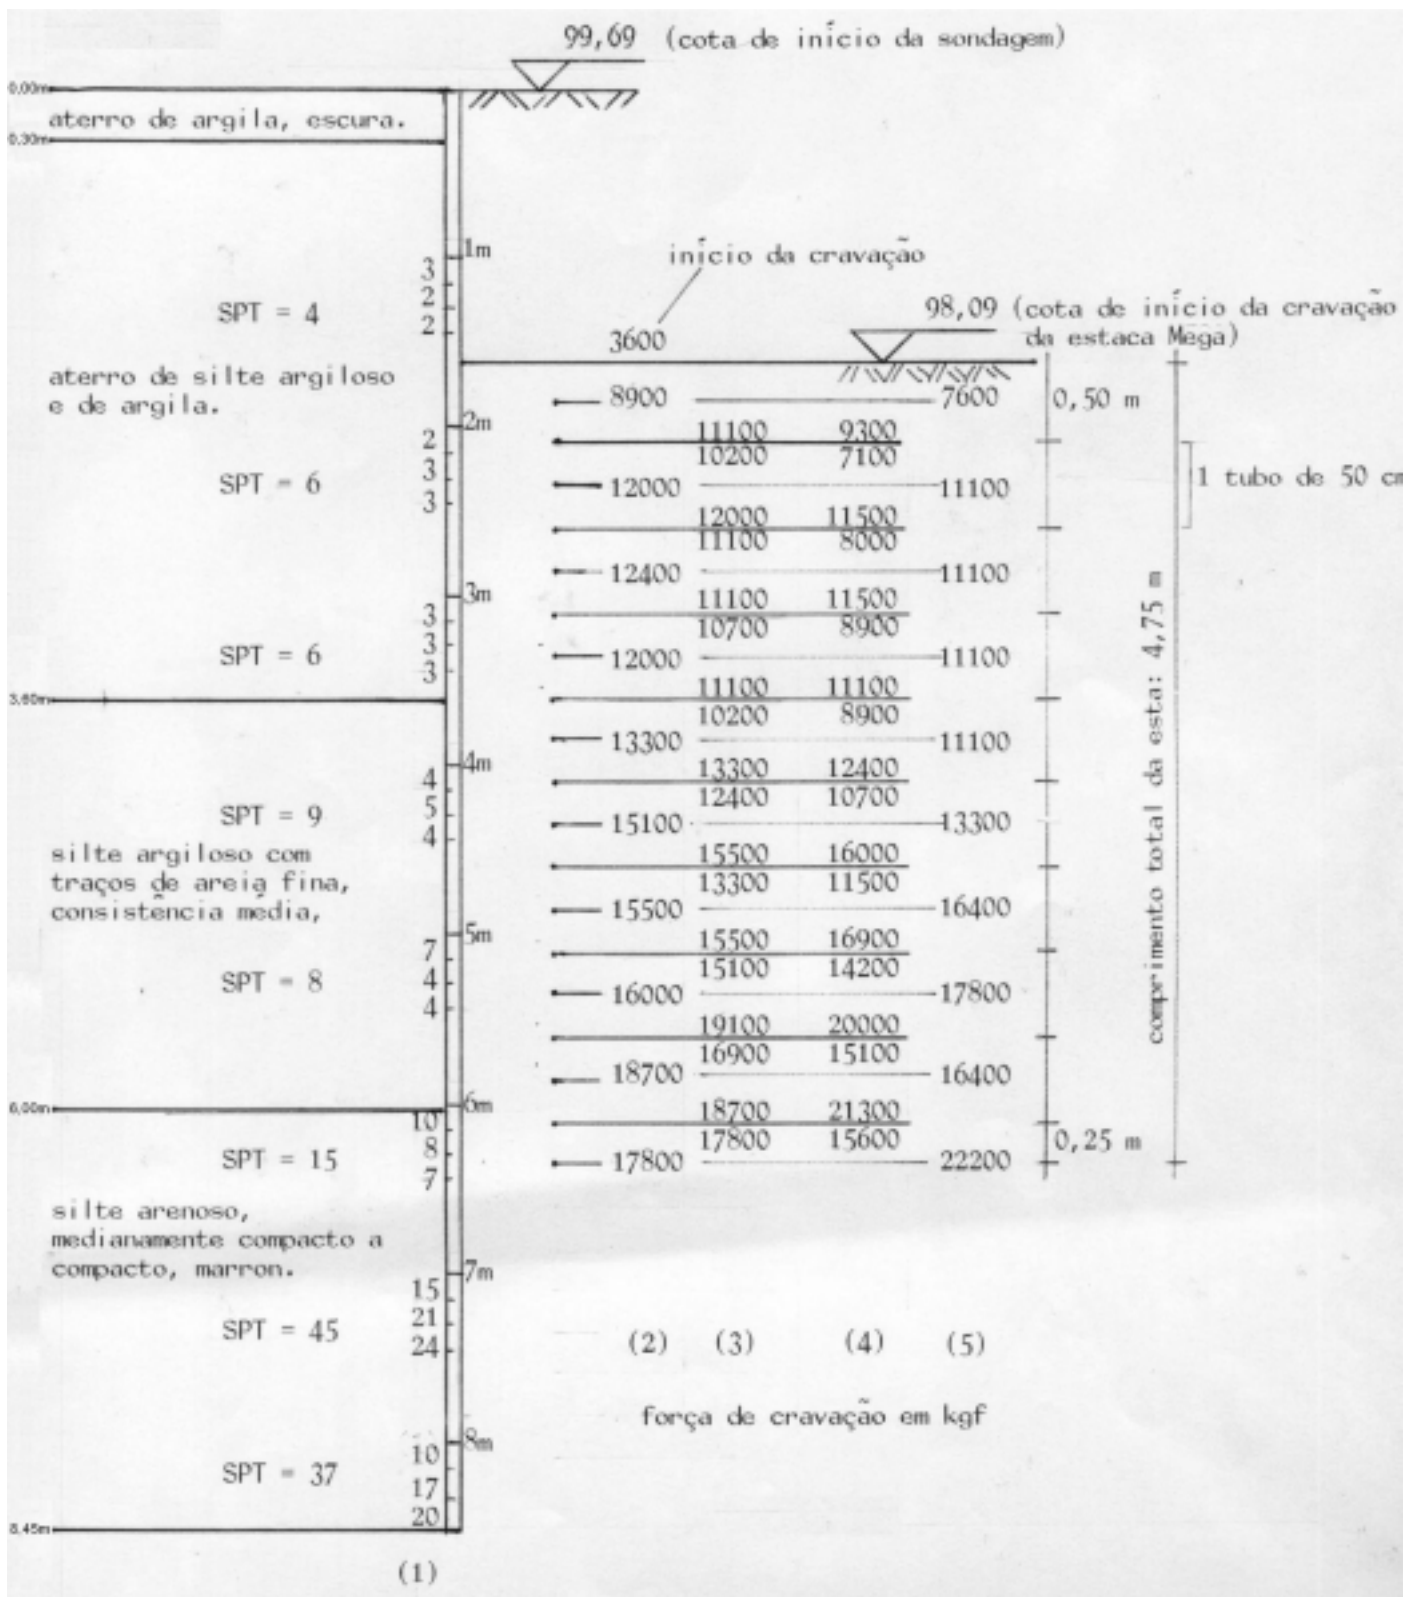 99,69 (cota de início da sondagem)
0.00m
aterro de argila, escura.
0.30m
1m
início da cravação
3
2
2
SPT = 4
98,09 (cota de início da cravação
da estaca Mega)
3600
aterro de silte argiloso
e de argila.
8900 7600 0,50 m
2m
11100 9300
10200 7100
2
3
3
SPT = 6
12000 11100
1 tubo de 50 cm
12000 11500
11100 8000
12400 11100
3m
11100 11500
10700 8900
3
3
3
SPT = 6
12000 11100
11100 11100
3.60m
10200 8900
13300 11100
4m
13300 12400
12400 10700
4
5
4
SPT = 9
15100 13300
silte argiloso com
traços de areia fina,
consistência média,
15500 16000
13300 11500
15500 16400
5m
15500 16900
15100 14200
7
4
4
SPT = 8
16000 17800
19100 20000
16900 15100
18700 16400
comprimento total da esta: 4,75 m
6,00m
6m
18700 21300
17800 15600
10
8
7
SPT = 15
17800 22200
0,25 m
silte arenoso,
medianamente compacto a
compacto, marron.
7m
15
21
24
SPT = 45
(2) (3) (4) (5)
força de cravação em kgf
8m
10
17
20
SPT = 37
8,45m
(1)